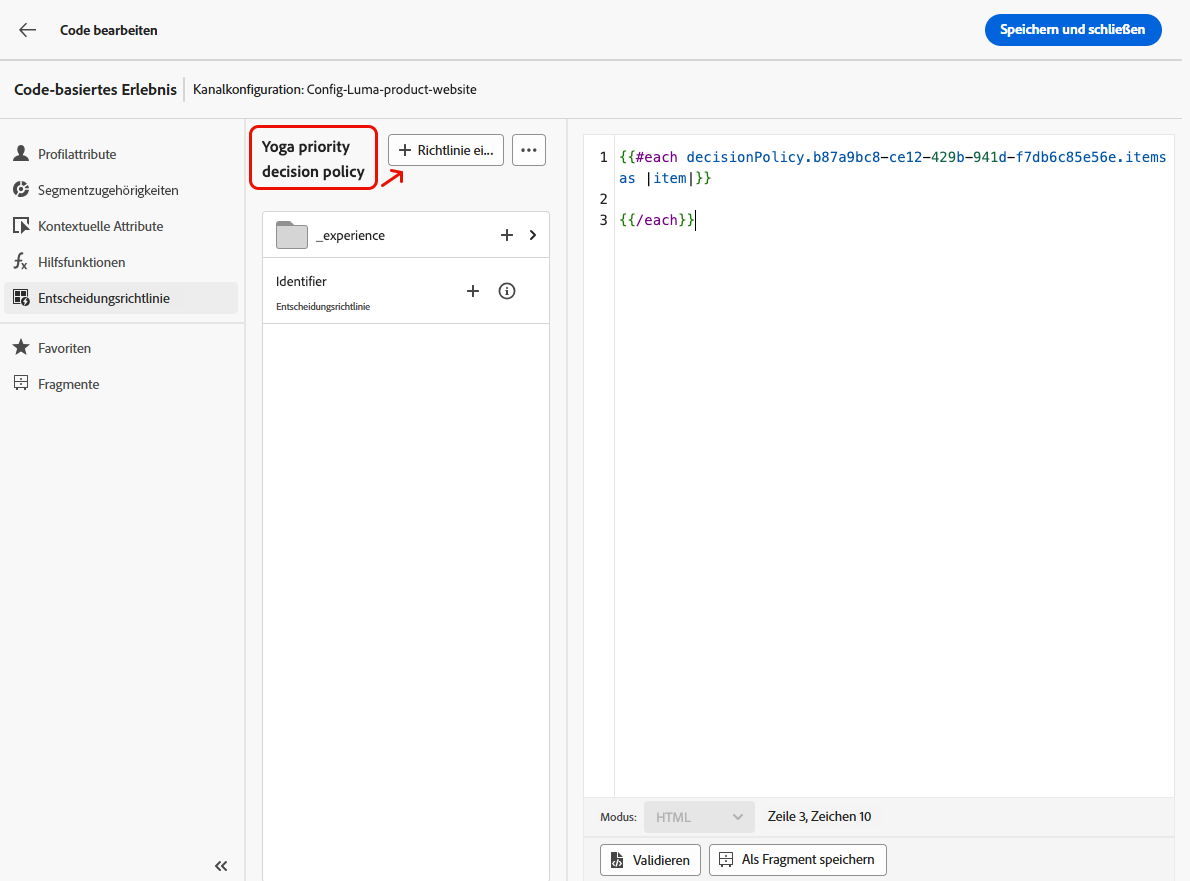 Code bearbeiten
Speichern und schließen
Code-basiertes Erlebnis
Kanalkonfiguration: Config-Luma-product-website
Profilattribute
Segmentzugehörigkeiten
Kontextuelle Attribute
Hilfsfunktionen
Entscheidungsrichtlinie
Favoriten
Fragmente
Yoga priority
decision policy
Richtlinie ei...
_experience
Identifier
Entscheidungsrichtlinie
1 {{#each decisionPolicy.b87a9bc8-ce12-429b-941d-f7db6c85e56e.items
as |item|}}
2
3 {{/each}}
Modus: HTML Zeile 3, Zeichen 10
Validieren
Als Fragment speichern